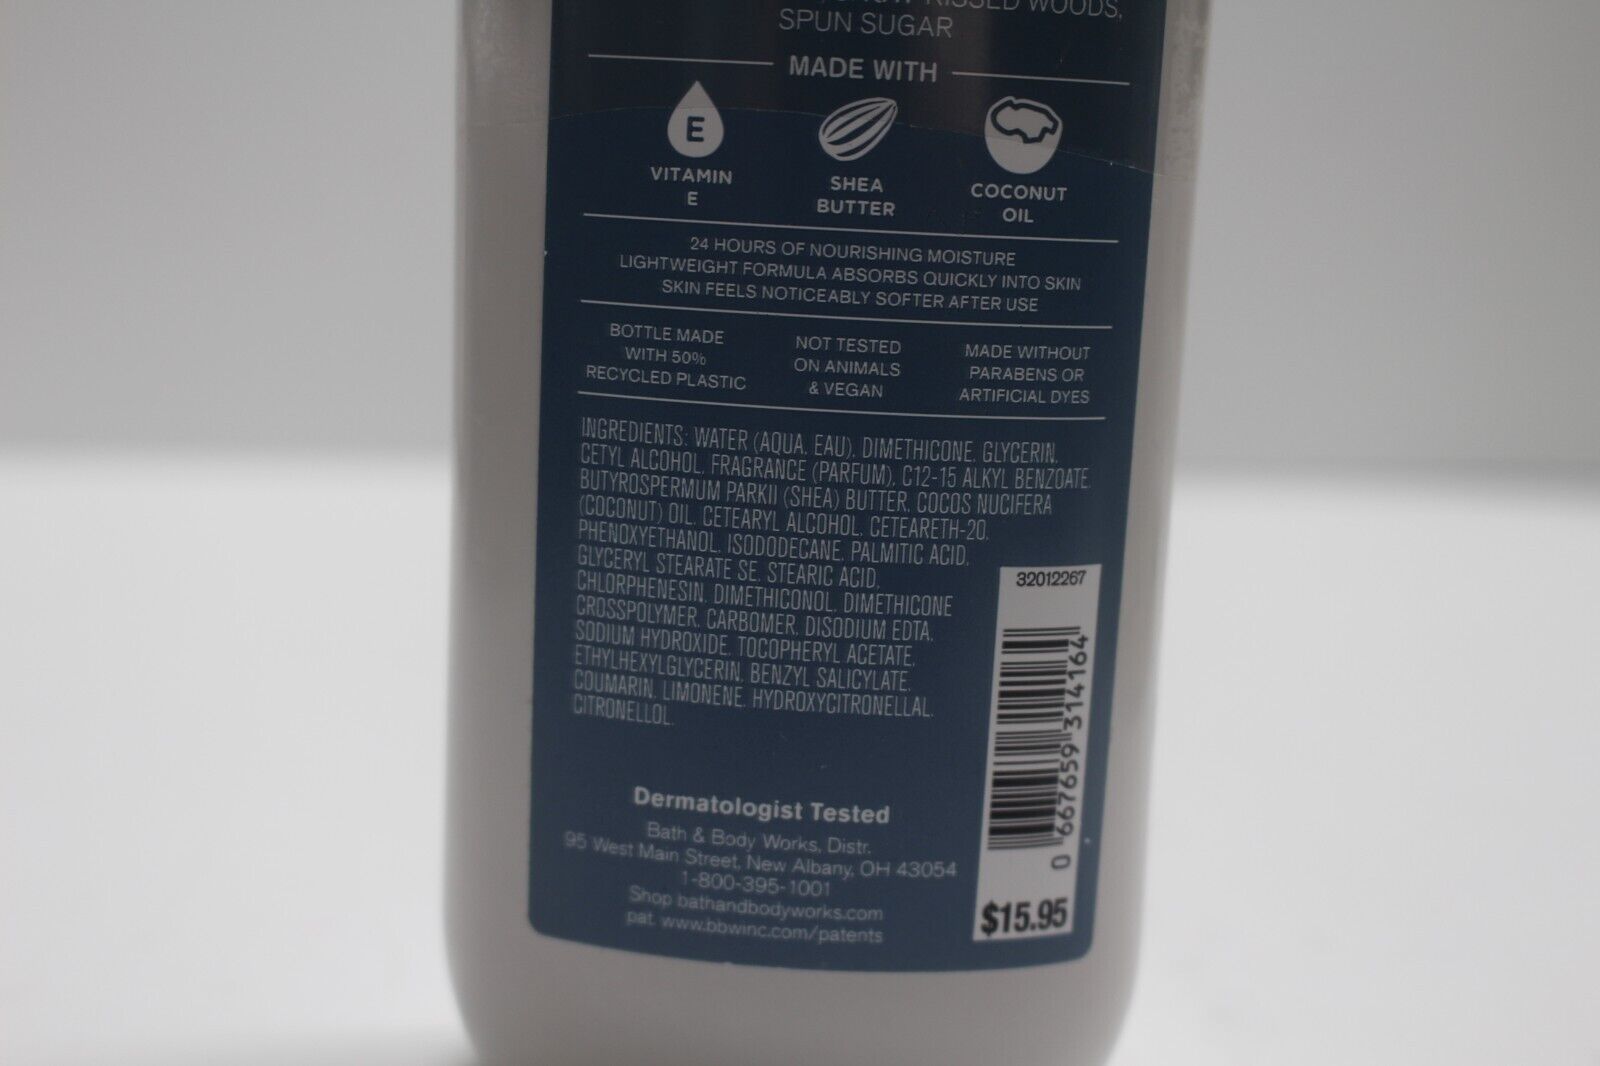 KISSED WOODS,
SPUN SUGAR
MADE WITH
E
VITAMIN
E
SHEA
BUTTER
COCONUT
OIL
24 HOURS OF NOURISHING MOISTURE
LIGHTWEIGHT FORMULA ABSORBS QUICKLY INTO SKIN
SKIN FEELS NOTICEABLY SOFTER AFTER USE
BOTTLE MADE
WITH 50%
RECYCLED PLASTIC
NOT TESTED
ON ANIMALS
& VEGAN
MADE WITHOUT
PARABENS OR
ARTIFICIAL DYES
INGREDIENTS: WATER (AQUA, EAU), DIMETHICONE, GLYCERIN,
CETYL ALCOHOL, FRAGRANCE (PARFUM), C12-15 ALKYL BENZOATE,
BUTYROSPERMUM PARKII (SHEA) BUTTER, COCOS NUCIFERA
(COCONUT) OIL, CETEARYL ALCOHOL, CETEARETH-20,
PHENOXYETHANOL, ISODODECANE, PALMITIC ACID,
GLYCERYL STEARATE SE, STEARIC ACID,
CHLORPHENESIN, DIMETHICONOL, DIMETHICONE
CROSSPOLYMER, CARBOMER, DISODIUM EDTA,
SODIUM HYDROXIDE, TOCOPHERYL ACETATE,
ETHYLHEXYLGLYCERIN, BENZYL SALICYLATE,
COUMARIN, LIMONENE, HYDROXYCITRONELLAL,
CITRONELLOL.
32012267
0 667659 314164
$15.95
Dermatologist Tested
Bath & Body Works, Distr.
95 West Main Street, New Albany, OH 43054
1-800-395-1001
Shop bathandbodyworks.com
pat. www.bbwinc.com/patents